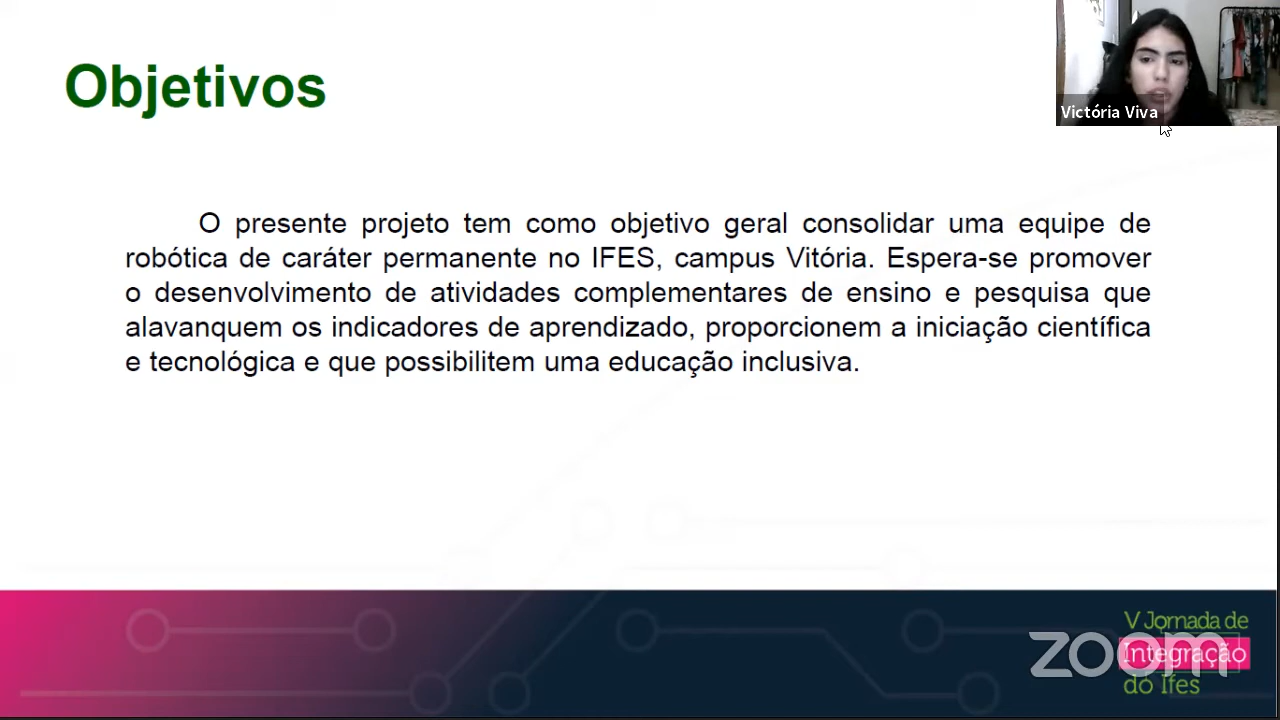 Objetivos
Victória Viva
O presente projeto tem como objetivo geral consolidar uma equipe de
robótica de caráter permanente no IFES, campus Vitória. Espera-se promover
o desenvolvimento de atividades complementares de ensino e pesquisa que
alavanquem os indicadores de aprendizado, proporcionem a iniciação científica
e tecnológica e que possibilitem uma educação inclusiva.
V Jornada de
Integração
do Ifes
zoom